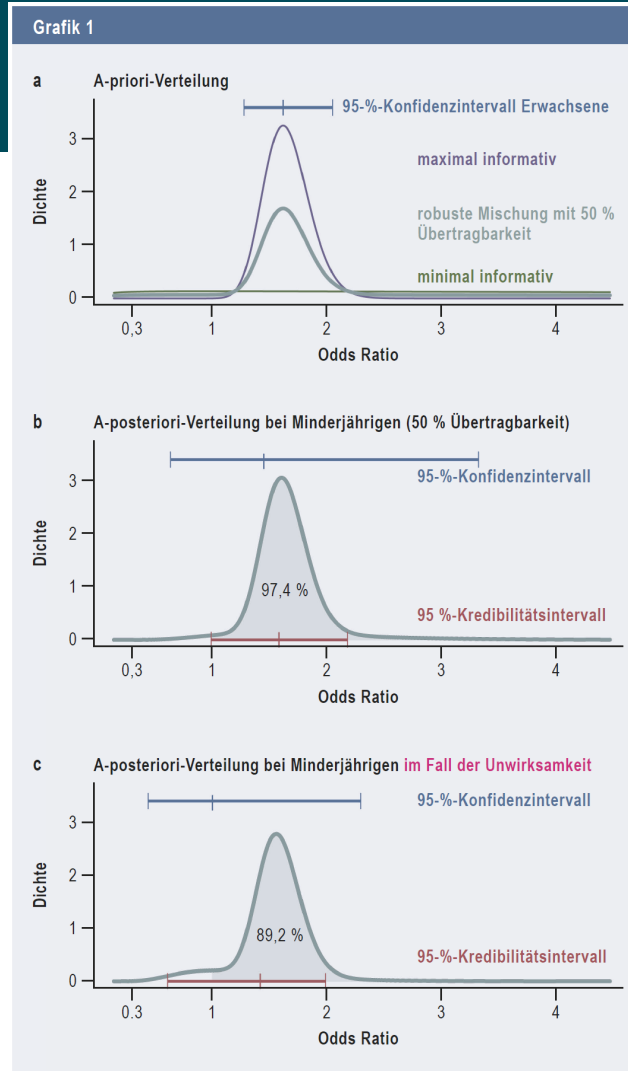 Grafik 1
a A-priori-Verteilung
95-%-Konfidenzintervall Erwachsene
maximal informativ
robuste Mischung mit 50 %
Übertragbarkeit
minimal informativ
Dichte
3
2
1
0
0,3 1 2 3 4
Odds Ratio
b A-posteriori-Verteilung bei Minderjährigen (50 % Übertragbarkeit)
95-%-Konfidenzintervall
Dichte
3
2
1
0
97,4 %
95 %-Kredibilitätsintervall
0,3 1 2 3 4
Odds Ratio
c A-posteriori-Verteilung bei Minderjährigen im Fall der Unwirksamkeit
95-%-Konfidenzintervall
Dichte
3
2
1
0
89,2 %
95-%-Kredibilitätsintervall
0.3 1 2 3 4
Odds Ratio